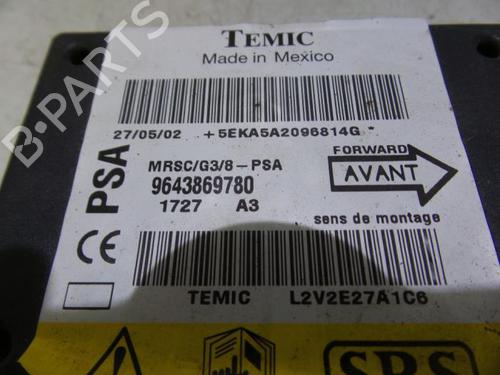 TEMIC
Made in Mexico
27/05/02 +5EKA5A2096814G*
PSA
MRSC/G3/8-PSA
9643869780
1727 A3
FORWARD
AVANT
sens de montage
CE
TEMIC L2V2E27A1C6
SRS
B-PARTS